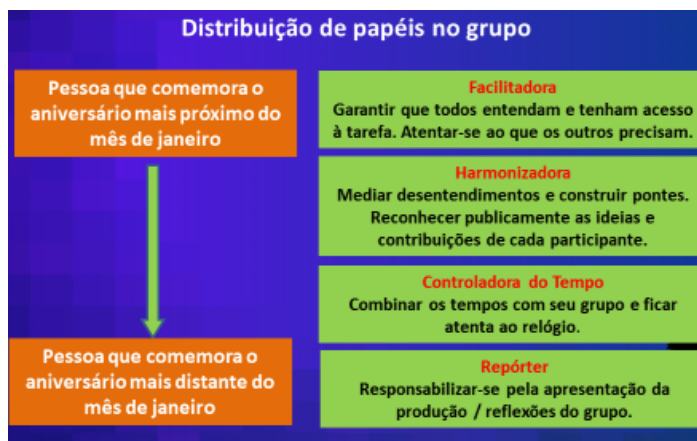 Distribuição de papéis no grupo
Pessoa que comemora o
aniversário mais próximo do
mês de janeiro
Pessoa que comemora o
aniversário mais distante do
mês de janeiro
Facilitadora
Garantir que todos entendam e tenham acesso
à tarefa. Atentar-se ao que os outros precisam.
Harmonizadora
Mediar desentendimentos e construir pontes.
Reconhecer publicamente as ideias e
contribuições de cada participante.
Controladora do Tempo
Combinar os tempos com seu grupo e ficar
atenta ao relógio.
Repórter
Responsabilizar-se pela apresentação da
produção / reflexões do grupo.